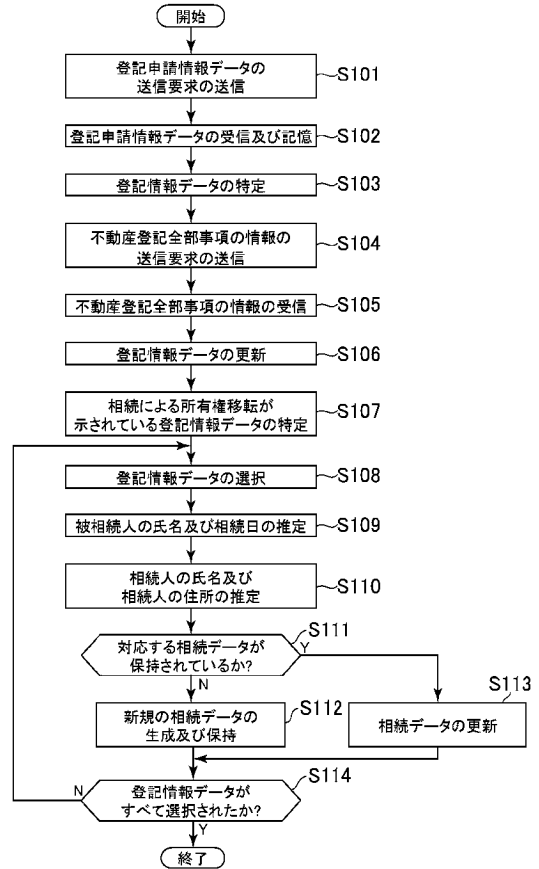 開始
登記申請情報データの
送信要求の送信
S101
登記申請情報データの受信及び記憶
S102
登記情報データの特定
S103
不動産登記全部事項の情報の
送信要求の送信
S104
不動産登記全部事項の情報の受信
S105
登記情報データの更新
S106
相続による所有権移転が
示されている登記情報データの特定
S107
登記情報データの選択
S108
被相続人の氏名及び相続日の推定
S109
相続人の氏名及び
相続人の住所の推定
S110
対応する相続データが
保持されているか?
S111
Y
N
新規の相続データの
生成及び保持
S112
相続データの更新
S113
登記情報データが
すべて選択されたか?
S114
N
Y
終了